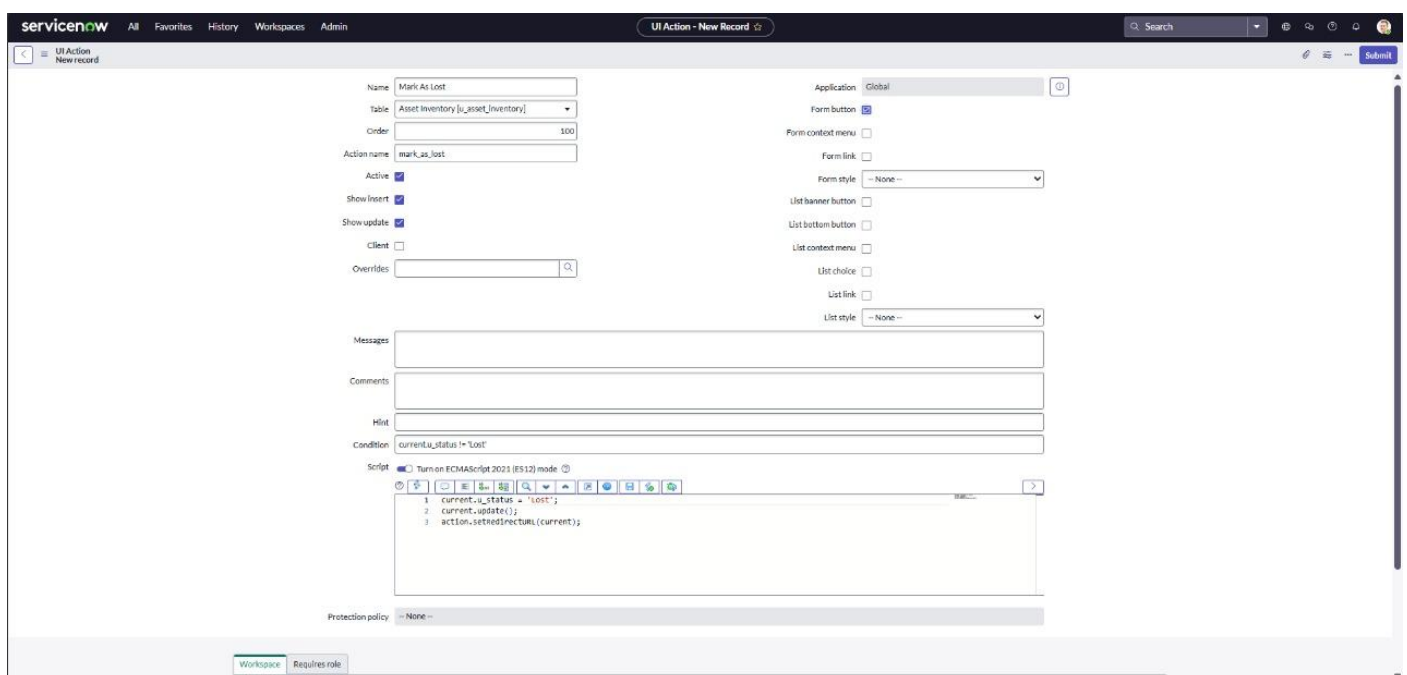 servicenow All Favorites History Workspaces Admin UI Action - New Record Search
UI Action
New record
Submit
Name Mark As Lost
Application Global
Table Asset Inventory [u_asset_inventory]
Form button
Order 100
Form context menu
Action name mark_as_lost
Form link
Active
Form style -- None --
Show insert
List banner button
Show update
List bottom button
Client
List context menu
Overrides
List choice
List link
List style -- None --
Messages
Comments
Hint
Condition current.u_status != 'Lost'
Script Turn on ECMAScript 2021 (ES12) mode
1 current.u_status = 'Lost';
2 current.update();
3 action.setRedirectURL(current);
Protection policy -- None --
Workspace Requires role